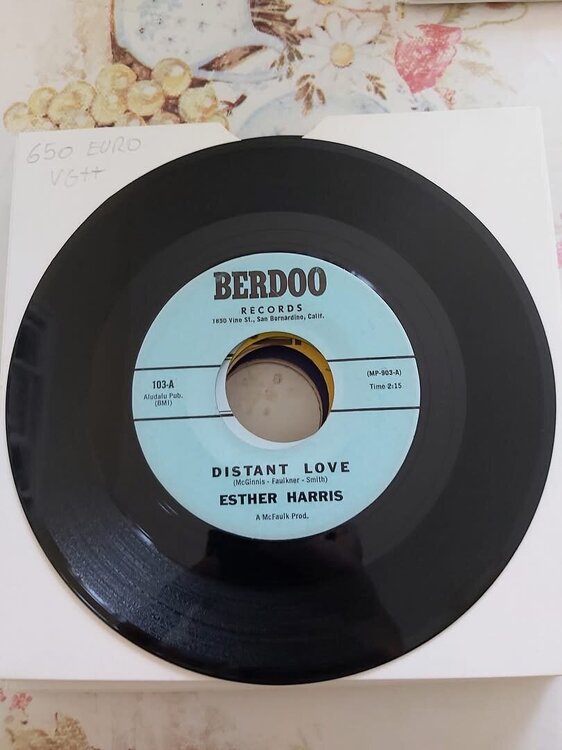 650 EURO
VG++
BERDOO
RECORDS
1650 Vine St., San Bernardino, Calif.
103-A
Aludalu Pub.
(BMI)
(MP-903-A)
Time 2:15
DISTANT LOVE
(McGinnis - Faulkner - Smith)
ESTHER HARRIS
A McFaulk Prod.